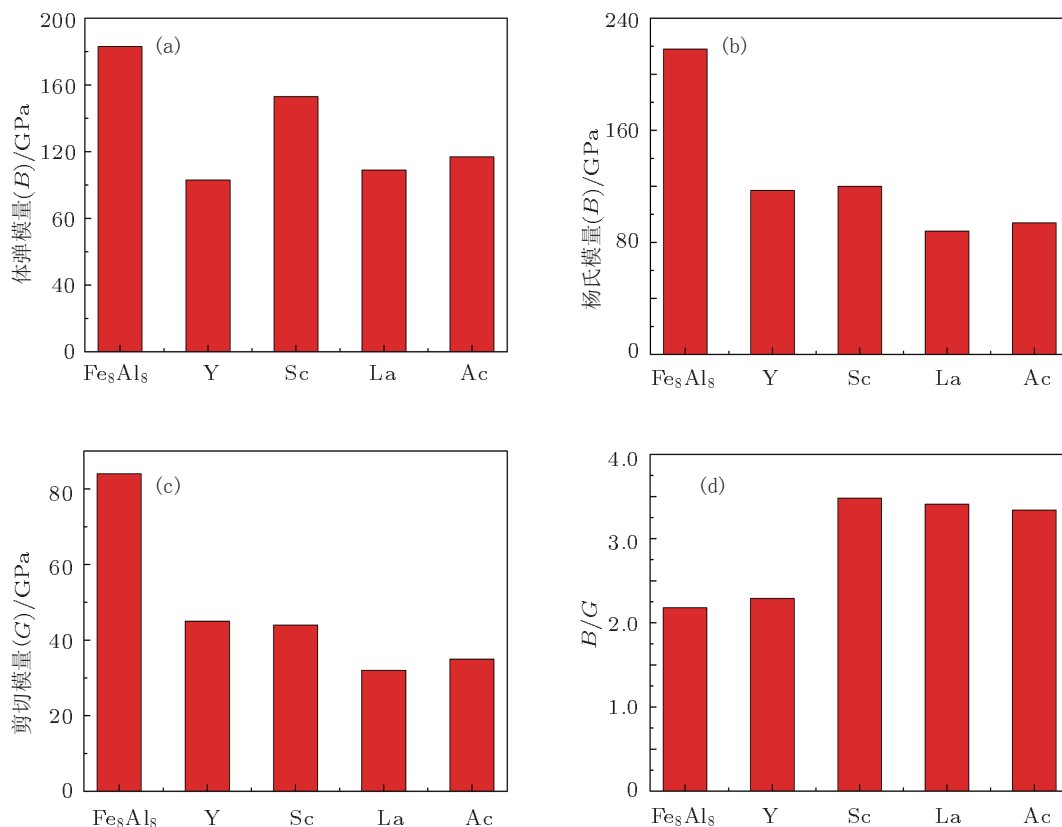 200
160
120
60
40
0
体弹模量(B)/GPa
(a)
Fe₈Al₈ Y Sc La Ac
240
160
80
0
杨氏模量(B)/GPa
(b)
Fe₈Al₈ Y Sc La Ac
80
60
40
20
0
剪切模量(G)/GPa
(c)
Fe₈Al₈ Y Sc La Ac
4.0
3.0
2.0
1.0
0
B/G
(d)
Fe₈Al₈ Y Sc La Ac